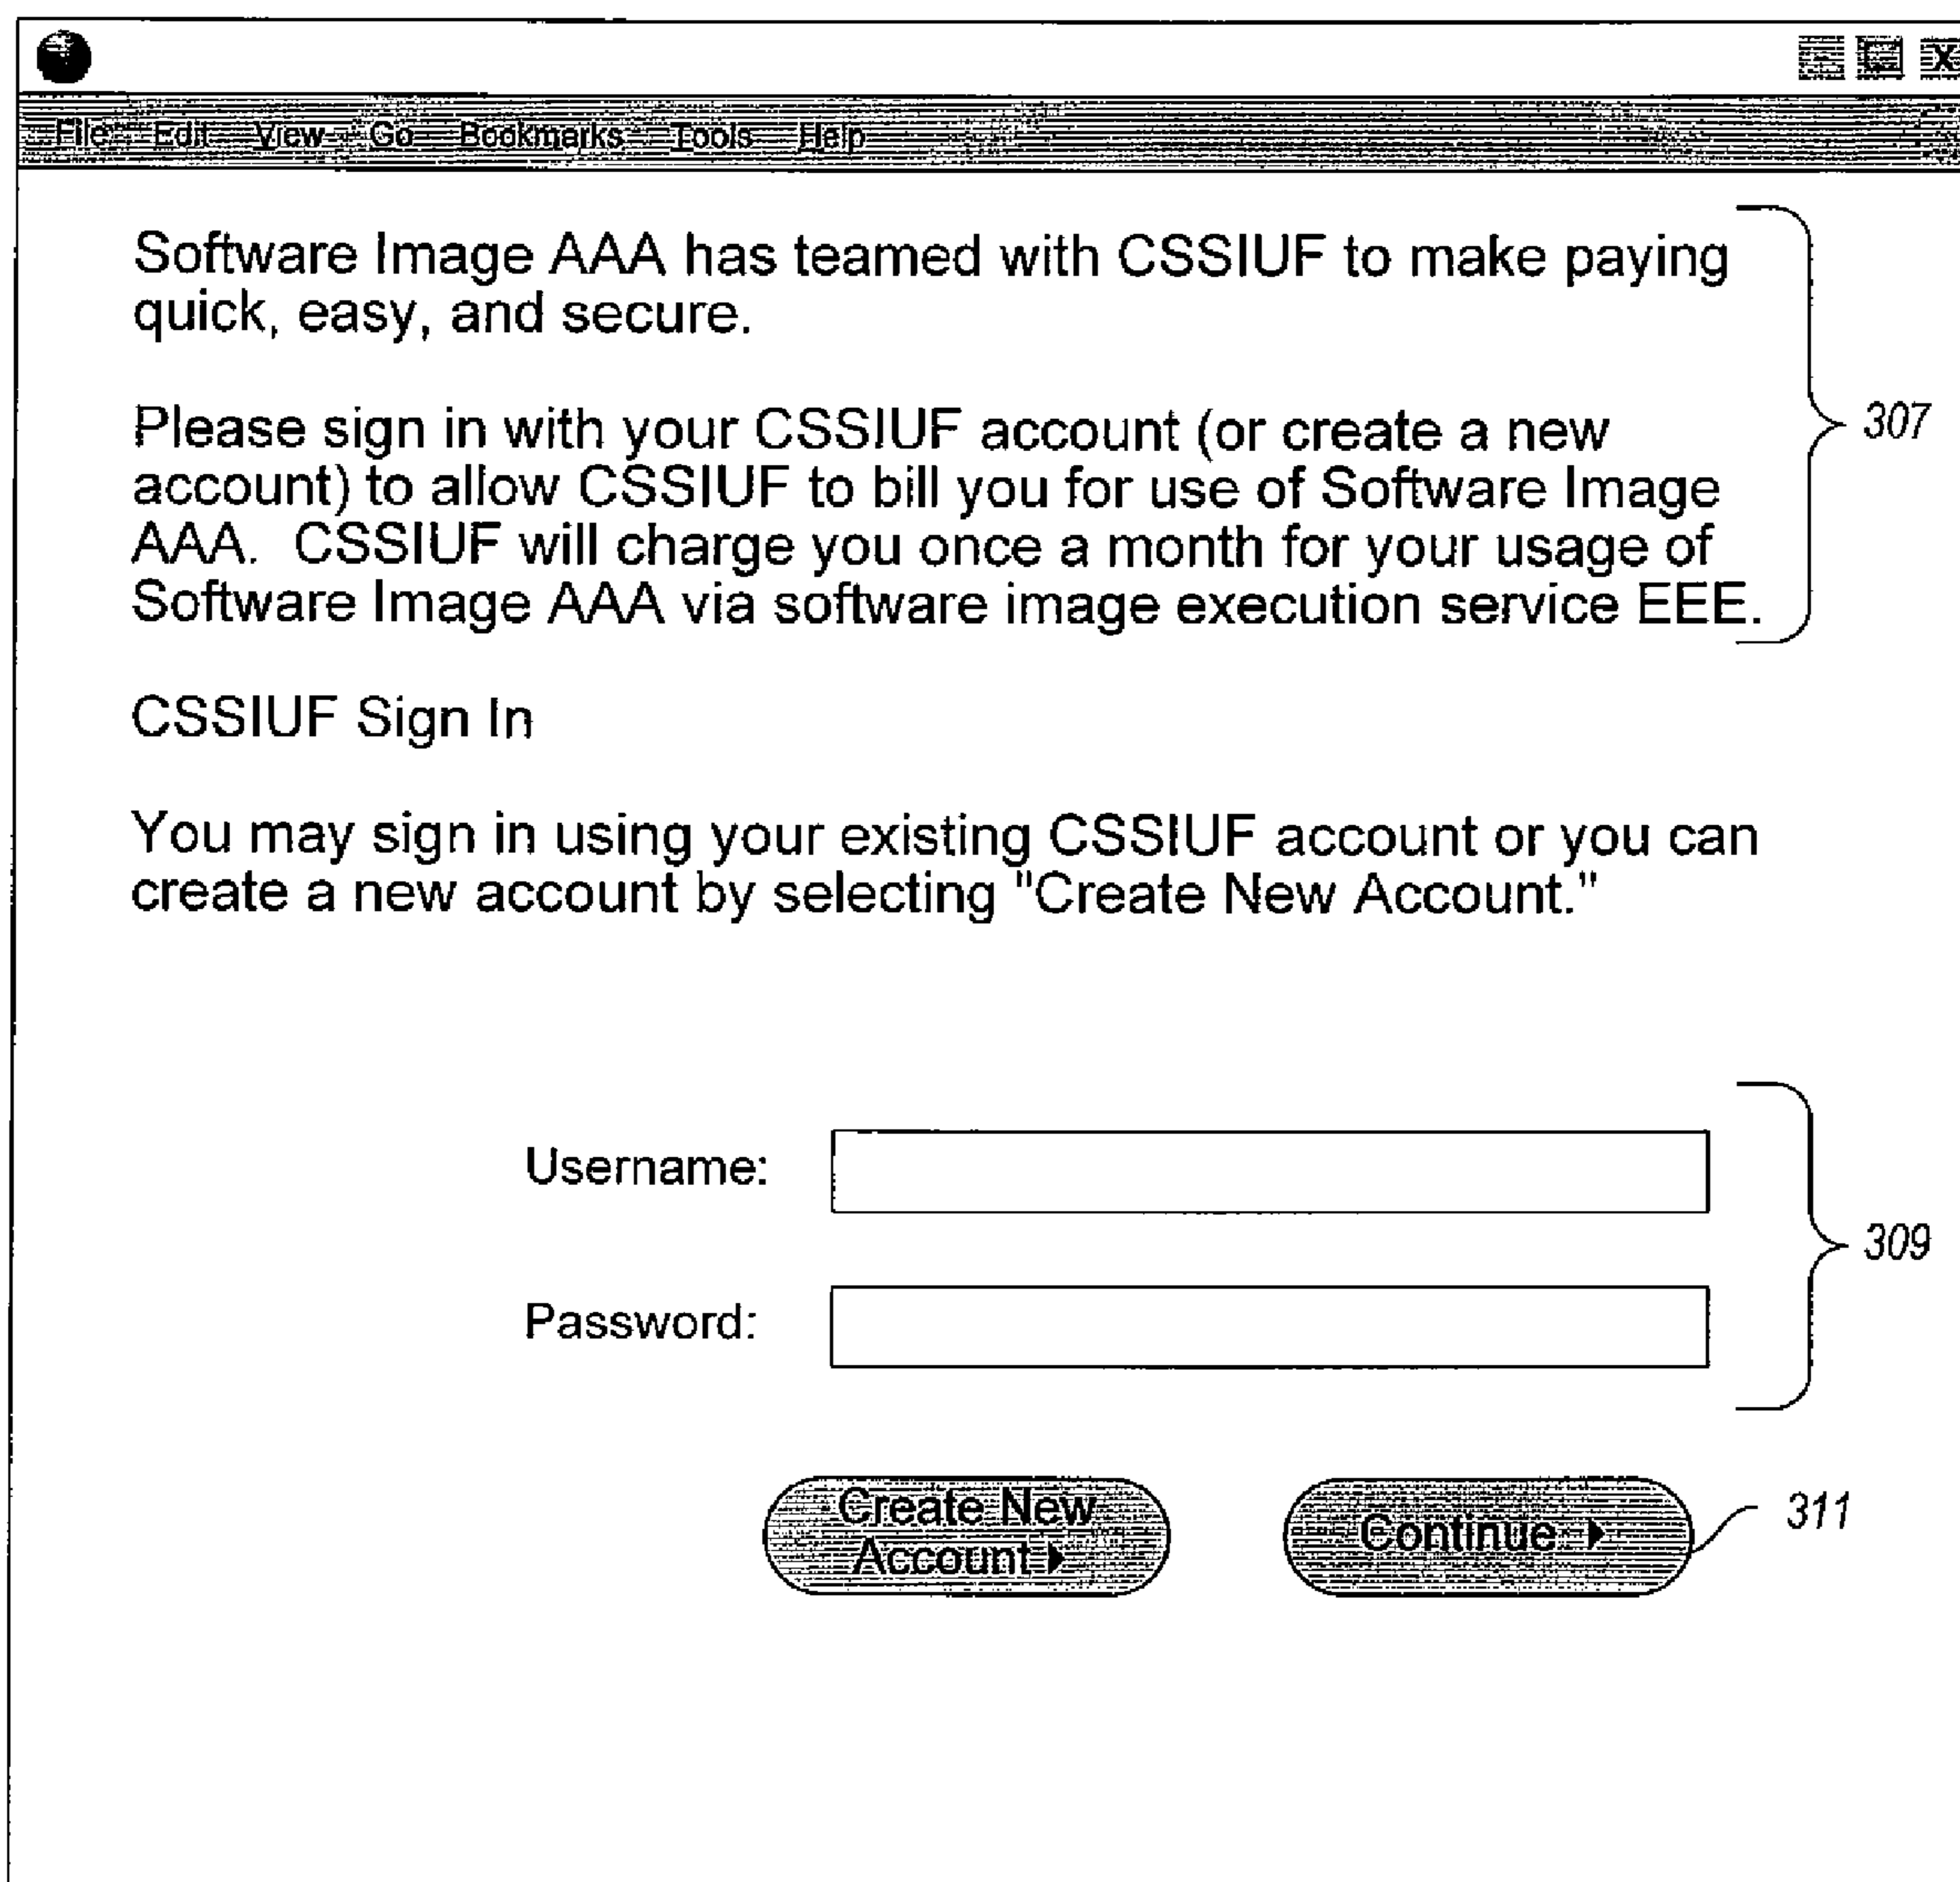 X
File Edit View Go Bookmarks Tools Help
Software Image AAA has teamed with CSSIUF to make paying
quick, easy, and secure.
Please sign in with your CSSIUF account (or create a new
account) to allow CSSIUF to bill you for use of Software Image
AAA. CSSIUF will charge you once a month for your usage of
Software Image AAA via software image execution service EEE.
307
CSSIUF Sign In
You may sign in using your existing CSSIUF account or you can
create a new account by selecting "Create New Account."
Username:
309
Password:
Create New
Account
Continue
311